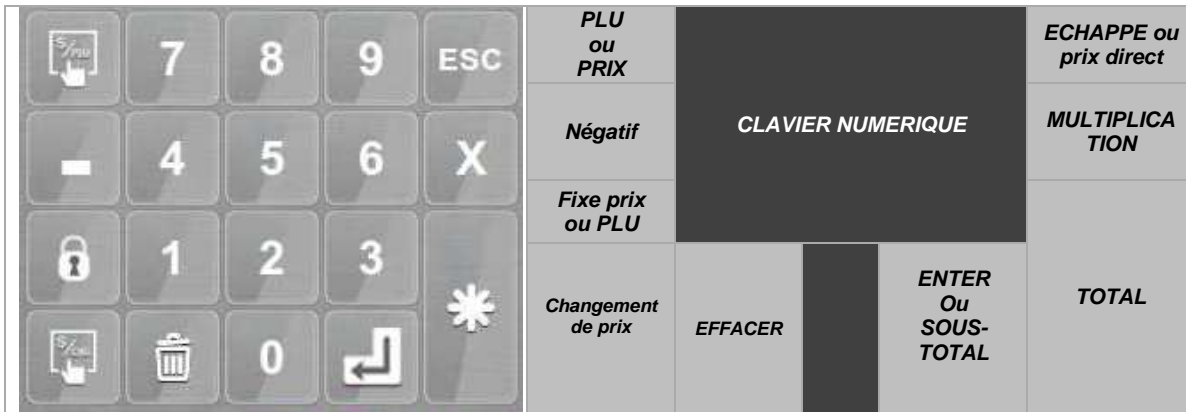 S/PLU
7
8
9
ESC
4
5
6
X
1
2
3
0
PLU
ou
PRIX
CLAVIER NUMERIQUE
ECHAPPE ou
prix direct
Négatif
MULTIPLICA
TION
Fixe prix
ou PLU
Changement
de prix
EFFACER
ENTER
Ou
SOUS-
TOTAL
TOTAL